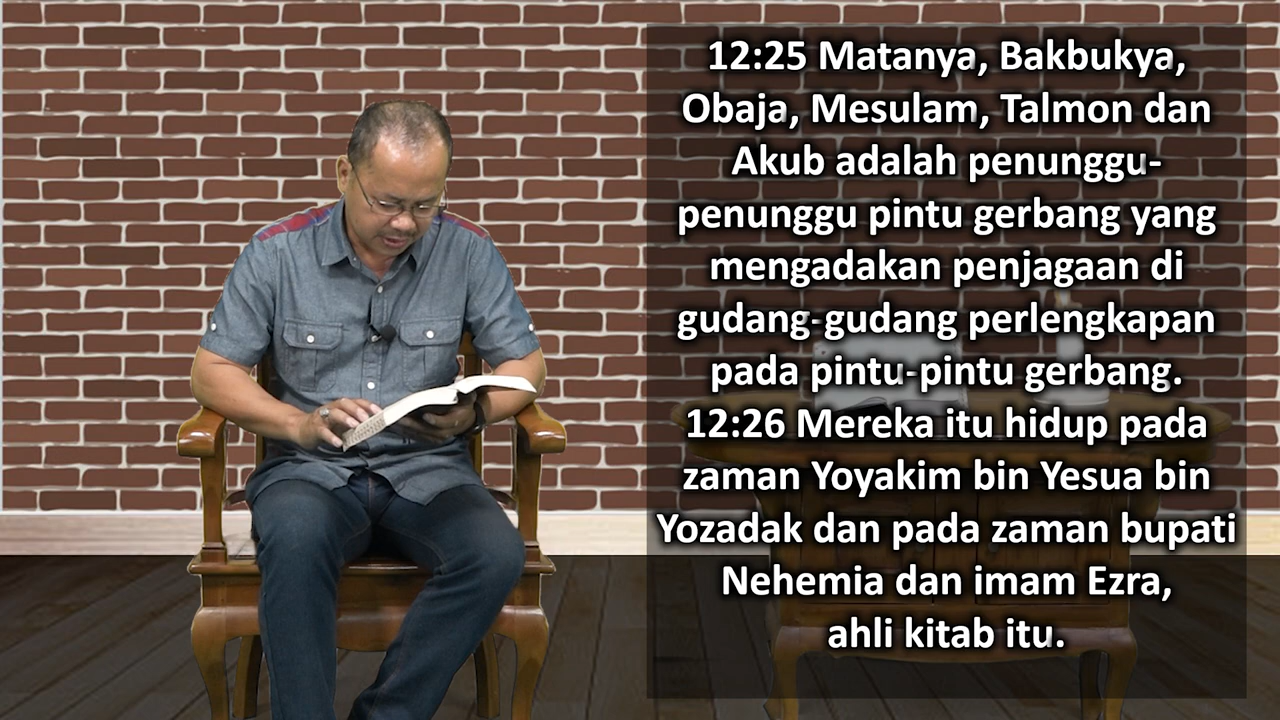 12:25 Matanya, Bakbukya,
Obaja, Mesulam, Talmon dan
Akub adalah penunggu-
penunggu pintu gerbang yang
mengadakan penjagaan di
gudang-gudang perlengkapan
pada pintu-pintu gerbang.
12:26 Mereka itu hidup pada
zaman Yoyakim bin Yesua bin
Yozadak dan pada zaman bupati
Nehemia dan imam Ezra,
ahli kitab itu.